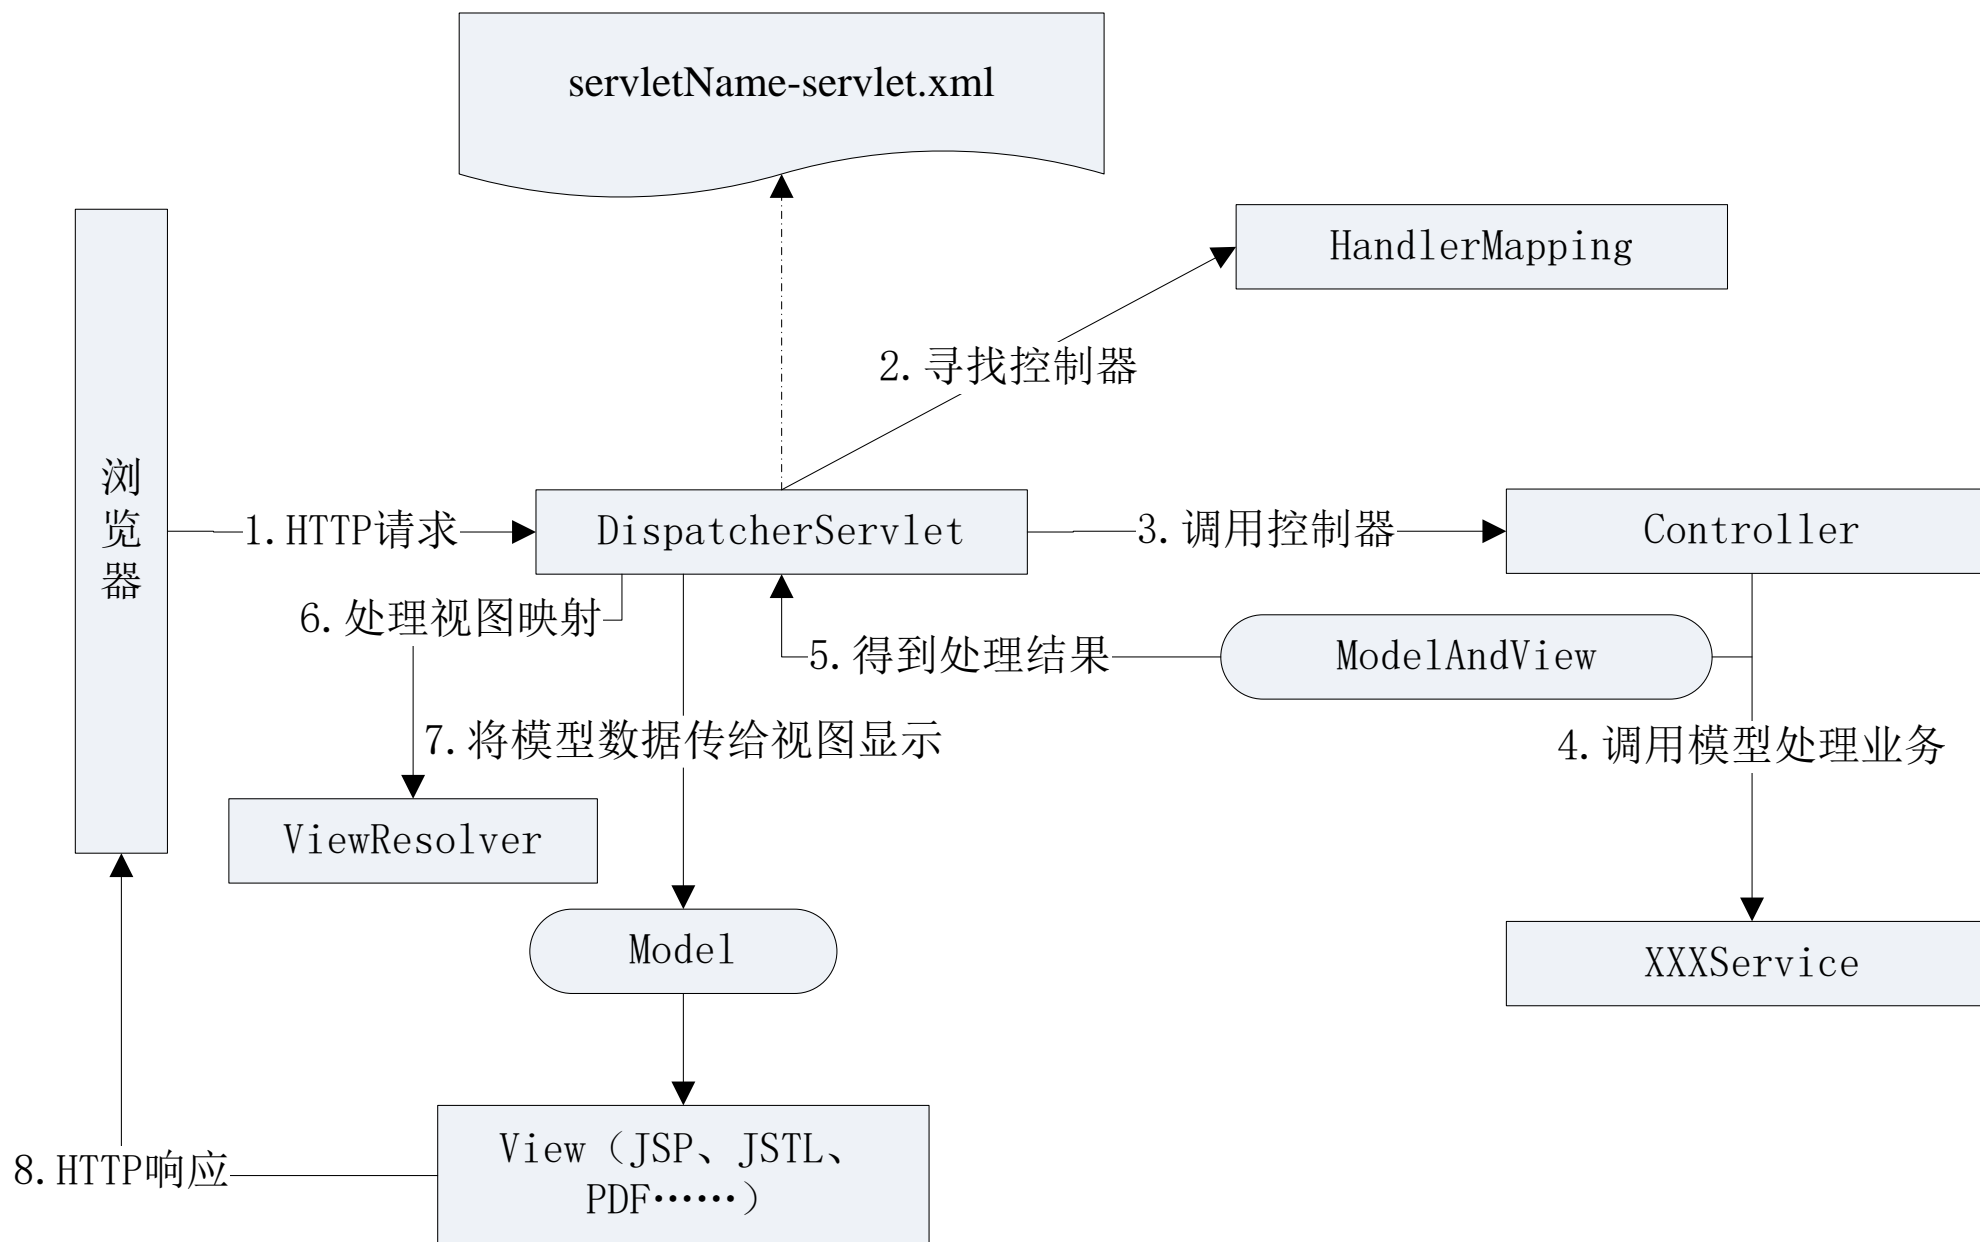 servletName-servlet.xml
HandlerMapping
2.寻找控制器
浏
览
器
1.HTTP请求
DispatcherServlet
3.调用控制器
Controller
6.处理视图映射
5.得到处理结果
ModelAndView
7.将模型数据传给视图显示
4.调用模型处理业务
ViewResolver
Model
XXXService
View（JSP、JSTL、
PDF……）
8.HTTP响应